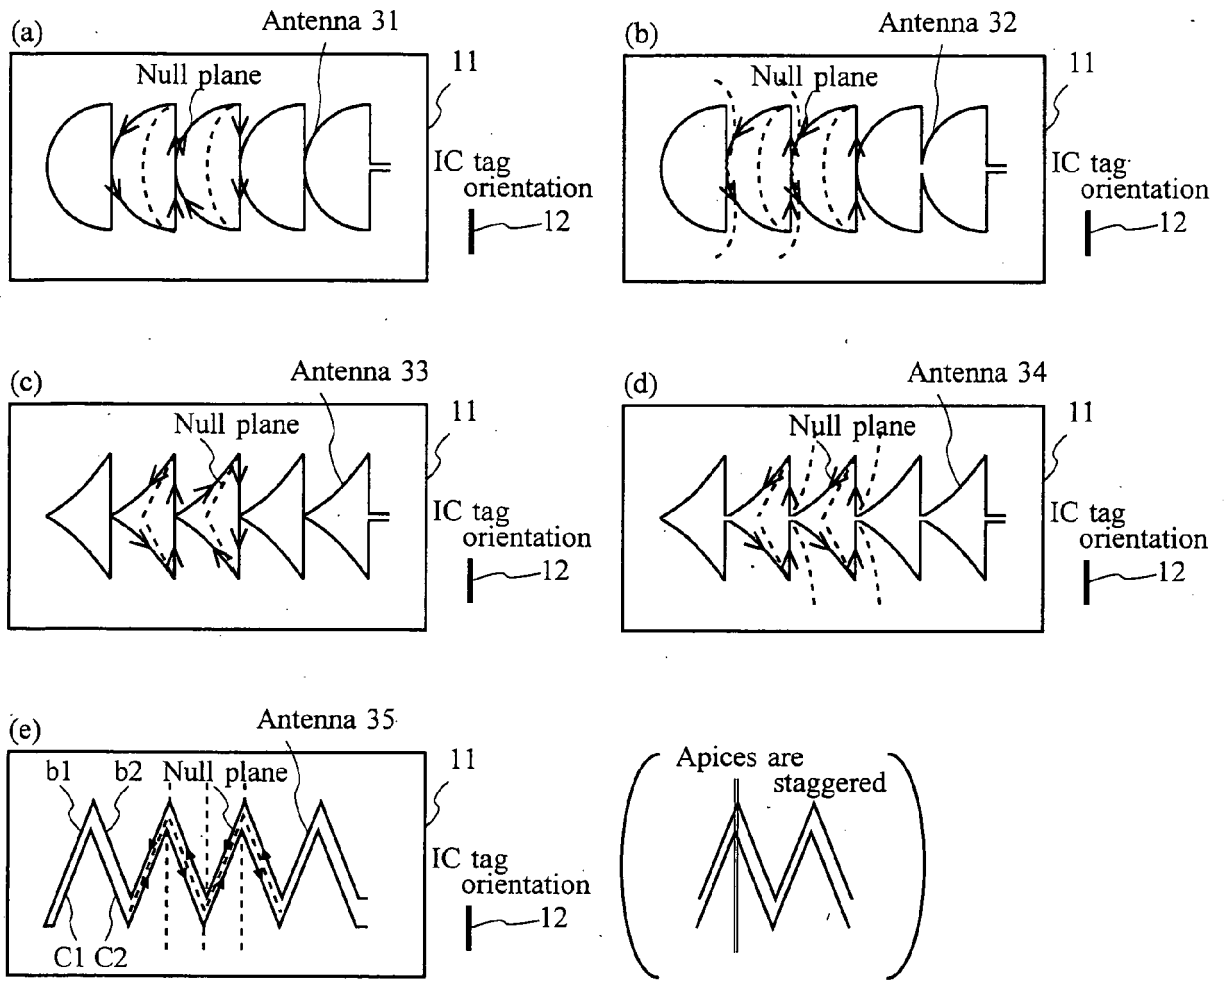 (a)
Antenna 31
Null plane
11
IC tag
orientation
12
(b)
Antenna 32
Null plane
11
IC tag
orientation
12
(c)
Antenna 33
Null plane
11
IC tag
orientation
12
(d)
Antenna 34
Null plane
11
IC tag
orientation
12
(e)
Antenna 35
b1
b2
Null plane
11
IC tag
orientation
12
C1 C2
Apices are
staggered